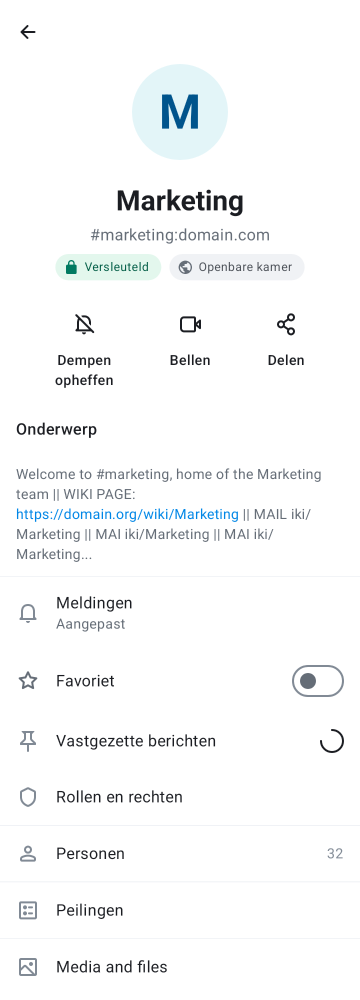 M
Marketing
#marketing:domain.com
Versleuteld
Openbare kamer
Dempen
opheffen
Bellen
Delen
Onderwerp
Welcome to #marketing, home of the Marketing
team || WIKI PAGE:
https://domain.org/wiki/Marketing || MAIL iki/
Marketing || MAI iki/Marketing || MAI iki/
Marketing...
Meldingen
Aangepast
Favoriet
Vastgezette berichten
Rollen en rechten
Personen 32
Peilingen
Media and files